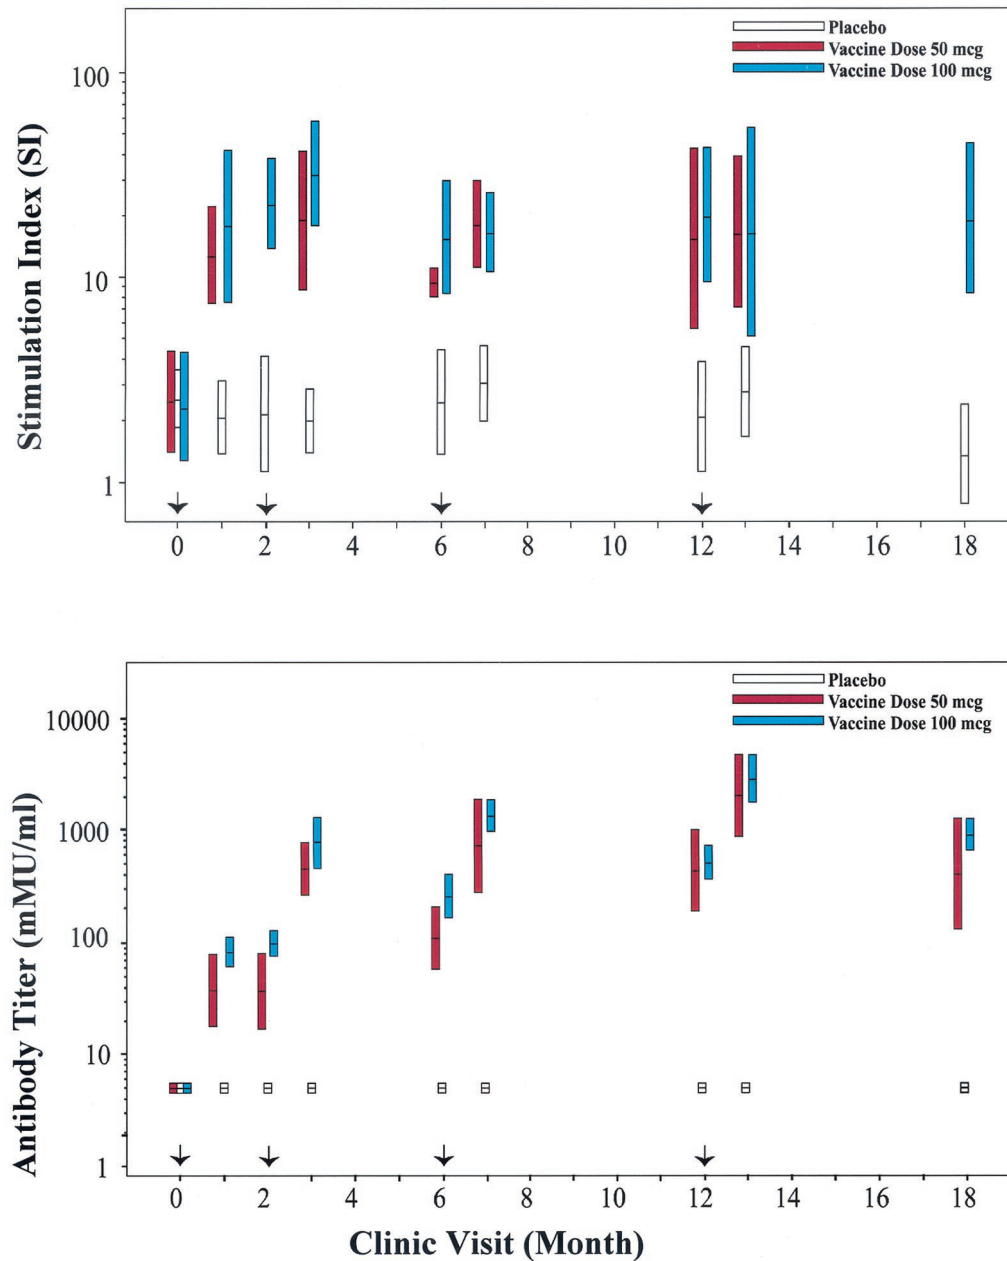 Placebo
Vaccine Dose 50 mcg
Vaccine Dose 100 mcg
Stimulation Index (SI)
100
10
1
0 2 4 6 8 10 12 14 16 18
Placebo
Vaccine Dose 50 mcg
Vaccine Dose 100 mcg
Antibody Titer (mMU/ml)
10000
1000
100
10
1
0 2 4 6 8 10 12 14 16 18
Clinic Visit (Month)